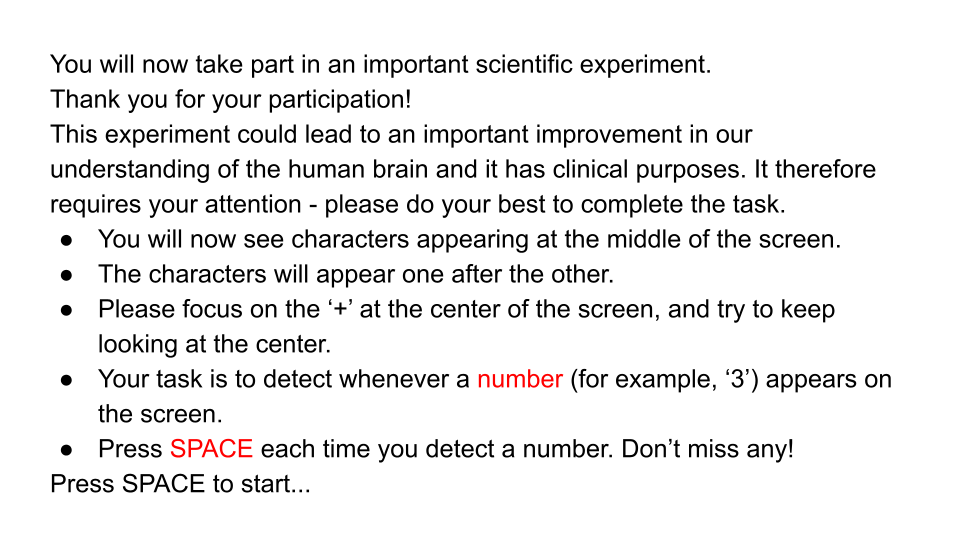 You will now take part in an important scientific experiment.
Thank you for your participation!
This experiment could lead to an important improvement in our
understanding of the human brain and it has clinical purposes. It therefore
requires your attention - please do your best to complete the task.
● You will now see characters appearing at the middle of the screen.
● The characters will appear one after the other.
● Please focus on the ‘+’ at the center of the screen, and try to keep
looking at the center.
● Your task is to detect whenever a number (for example, ‘3’) appears on
the screen.
● Press SPACE each time you detect a number. Don’t miss any!
Press SPACE to start...